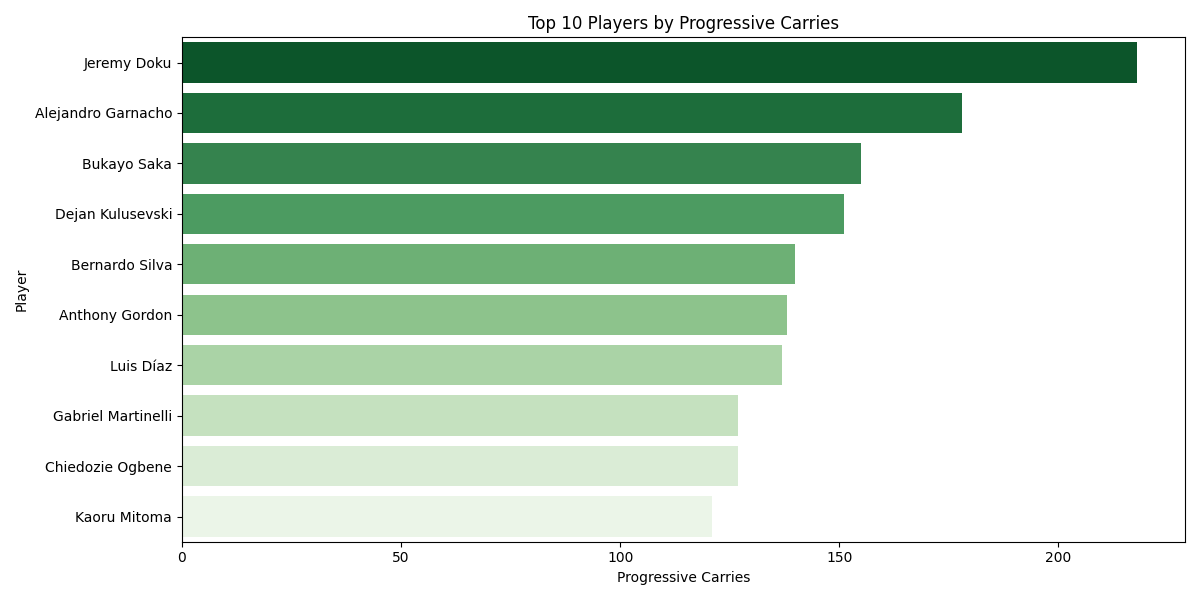 Top 10 Players by Progressive Carries
Player
Jeremy Doku
Alejandro Garnacho
Bukayo Saka
Dejan Kulusevski
Bernardo Silva
Anthony Gordon
Luis Díaz
Gabriel Martinelli
Chiedozie Ogbene
Kaoru Mitoma
0 50 100 150 200
Progressive Carries